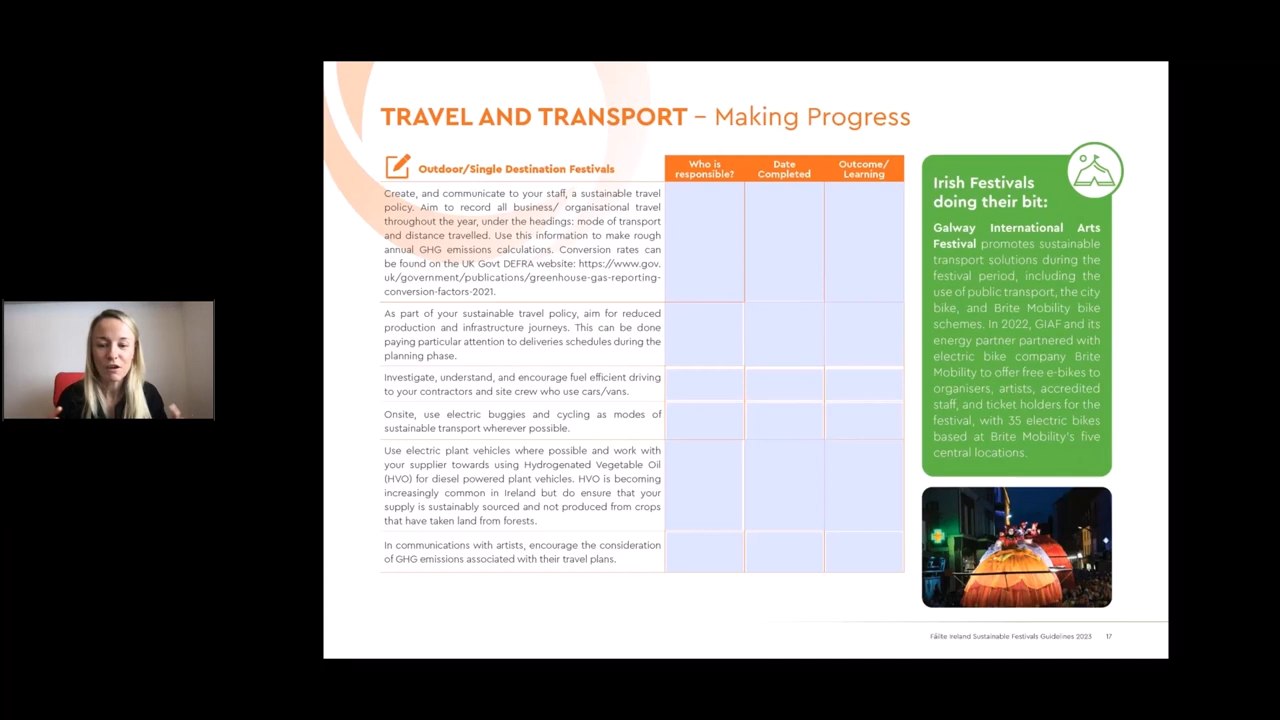 TRAVEL AND TRANSPORT – Making Progress
Outdoor/Single Destination Festivals
Who is
responsible?
Date
Completed
Outcome/
Learning
Create, and communicate to your staff, a sustainable travel
policy. Aim to record all business/ organisational travel
throughout the year, under the headings: mode of transport
and distance travelled. Use this information to make rough
annual GHG emissions calculations. Conversion rates can
be found on the UK Govt DEFRA website: https://www.gov.
uk/government/publications/greenhouse-gas-reporting-
conversion-factors-2021.
As part of your sustainable travel policy, aim for reduced
production and infrastructure journeys. This can be done
paying particular attention to deliveries schedules during the
planning phase.
Investigate, understand, and encourage fuel efficient driving
to your contractors and site crew who use cars/vans.
Onsite, use electric buggies and cycling as modes of
sustainable transport wherever possible.
Use electric plant vehicles where possible and work with
your supplier towards using Hydrogenated Vegetable Oil
(HVO) for diesel powered plant vehicles. HVO is becoming
increasingly common in Ireland but do ensure that your
supply is sustainably sourced and not produced from crops
that have taken land from forests.
In communications with artists, encourage the consideration
of GHG emissions associated with their travel plans.
Irish Festivals
doing their bit:
Galway International Arts
Festival promotes sustainable
transport solutions during the
festival period, including the
use of public transport, the city
bike, and Brite Mobility bike
schemes. In 2022, GIAF and its
energy partner partnered with
electric bike company Brite
Mobility to offer free e-bikes to
organisers, artists, accredited
staff, and ticket holders for the
festival, with 35 electric bikes
based at Brite Mobility's five
central locations.
Fáilte Ireland Sustainable Festivals Guidelines 2023 17